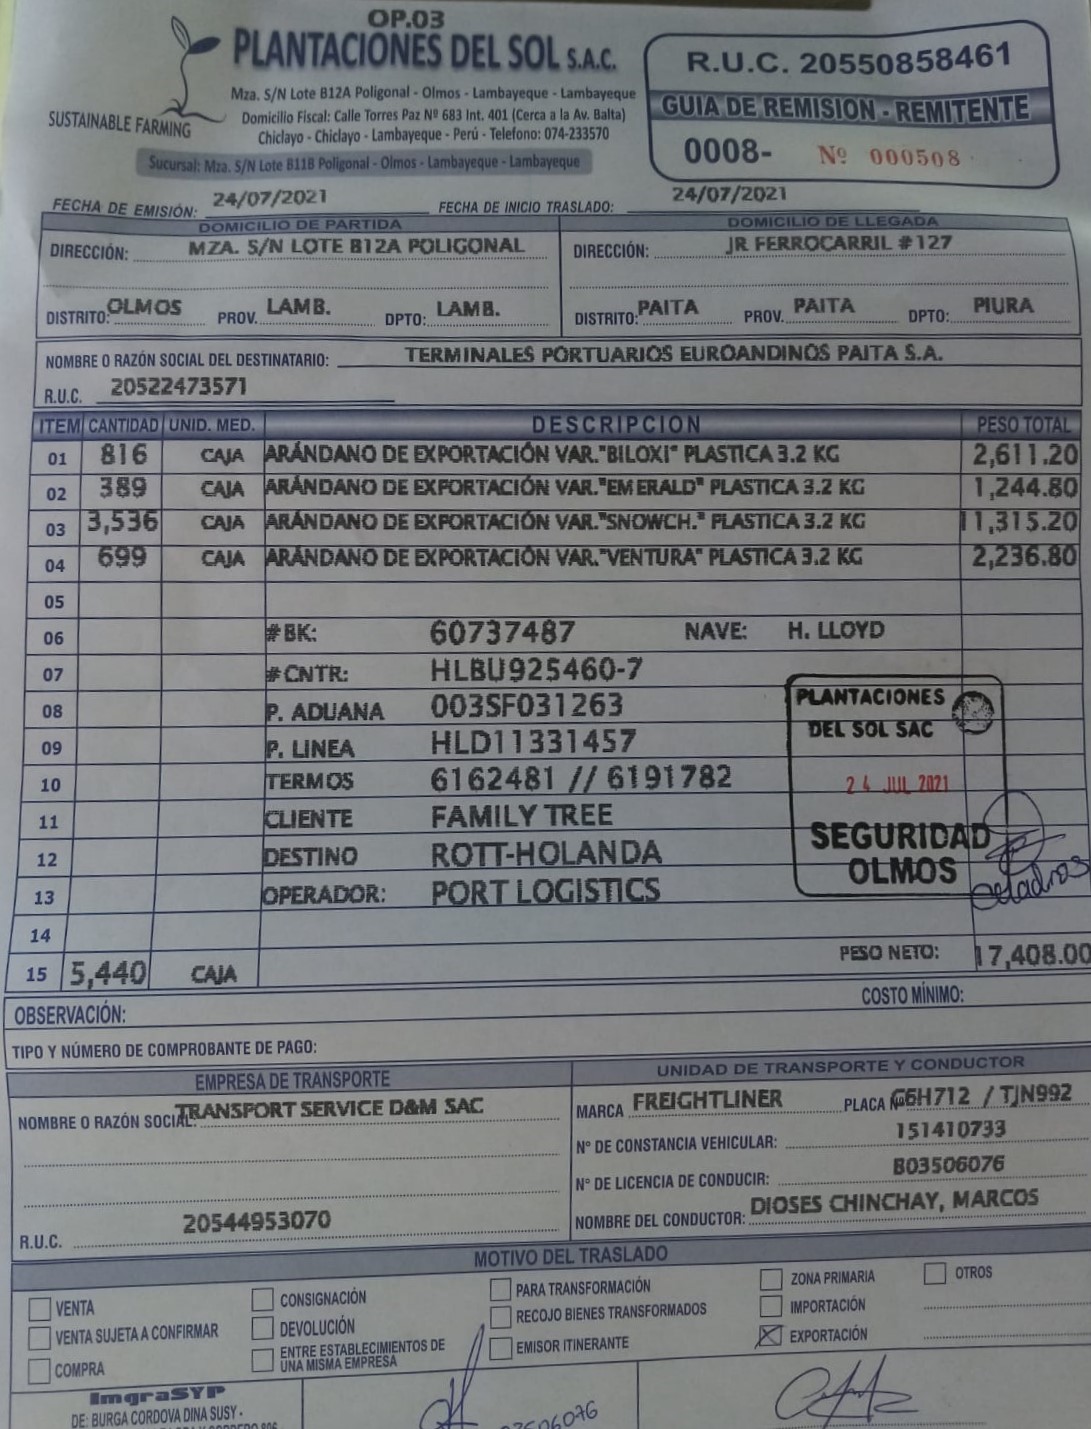 OP.03
PLANTACIONES DEL SOL S.A.C.
SUSTAINABLE FARMING
Mza. S/N Lote B12A Poligonal - Olmos - Lambayeque - Lambayeque
Domicilio Fiscal: Calle Torres Paz Nº 683 Int. 401 (Cerca a la Av. Balta)
Chiclayo - Chiclayo - Lambayeque - Perú - Telefono: 074-233570
Sucursal: Mza. S/N Lote B11B Poligonal - Olmos - Lambayeque - Lambayeque
R.U.C. 20550858461
GUIA DE REMISION - REMITENTE
0008- Nº 000508
FECHA DE EMISIÓN: 24/07/2021 FECHA DE INICIO TRASLADO: 24/07/2021
DOMICILIO DE PARTIDA
DIRECCIÓN: MZA. S/N LOTE B12A POLIGONAL
DISTRITO: OLMOS PROV. LAMB. DPTO: LAMB.
DOMICILIO DE LLEGADA
DIRECCIÓN: JR FERROCARRIL #127
DISTRITO: PAITA PROV. PAITA DPTO: PIURA
NOMBRE O RAZÓN SOCIAL DEL DESTINATARIO: TERMINALES PORTUARIOS EUROANDINOS PAITA S.A.
R.U.C. 20522473571
ITEM CANTIDAD UNID. MED. DESCRIPCION PESO TOTAL
01 816 CAJA ARÁNDANO DE EXPORTACIÓN VAR."BILOXI" PLASTICA 3.2 KG 2,611.20
02 389 CAJA ARÁNDANO DE EXPORTACIÓN VAR."EMERALD" PLASTICA 3.2 KG 1,244.80
03 3,536 CAJA ARÁNDANO DE EXPORTACIÓN VAR."SNOWCH." PLASTICA 3.2 KG 11,315.20
04 699 CAJA ARÁNDANO DE EXPORTACIÓN VAR."VENTURA" PLASTICA 3.2 KG 2,236.80
05
06 #BK: 60737487 NAVE: H. LLOYD
07 #CNTR: HLBU925460-7
08 P. ADUANA 003SF031263
09 P. LINEA HLD11331457
10 TERMOS 6162481 // 6191782
11 CLIENTE FAMILY TREE
12 DESTINO ROTT-HOLANDA
13 OPERADOR: PORT LOGISTICS
14
15 5,440 CAJA PESO NETO: 17,408.00
PLANTACIONES
DEL SOL SAC
24 JUL 2021
SEGURIDAD
OLMOS
COSTO MÍNIMO:
OBSERVACIÓN:
TIPO Y NÚMERO DE COMPROBANTE DE PAGO:
EMPRESA DE TRANSPORTE
NOMBRE O RAZÓN SOCIAL: TRANSPORT SERVICE D&M SAC
R.U.C. 20544953070
UNIDAD DE TRANSPORTE Y CONDUCTOR
MARCA FREIGHTLINER PLACA Nº C6H712 / TJN992
Nº DE CONSTANCIA VEHICULAR: 151410733
Nº DE LICENCIA DE CONDUCIR: B03506076
NOMBRE DEL CONDUCTOR: DIOSES CHINCHAY, MARCOS
MOTIVO DEL TRASLADO
VENTA
VENTA SUJETA A CONFIRMAR
COMPRA
CONSIGNACIÓN
DEVOLUCIÓN
ENTRE ESTABLECIMIENTOS DE
UNA MISMA EMPRESA
PARA TRANSFORMACIÓN
RECOJO BIENES TRANSFORMADOS
EMISOR ITINERANTE
ZONA PRIMARIA
IMPORTACIÓN
EXPORTACIÓN
OTROS
ImgraSYP
DE: BURGA CORDOVA DINA SUSY -